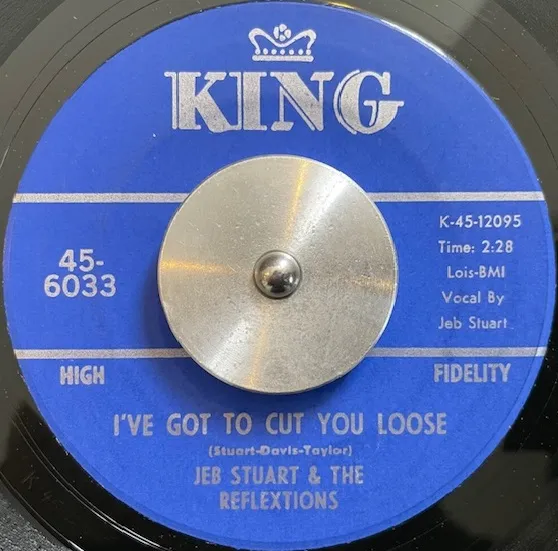 KING
K-45-12095
Time: 2:28
Lois-BMI
Vocal By
Jeb Stuart
45-
6033
HIGH
FIDELITY
I'VE GOT TO CUT YOU LOOSE
(Stuart-Davis-Taylor)
JEB STUART & THE
REFLEXTIONS